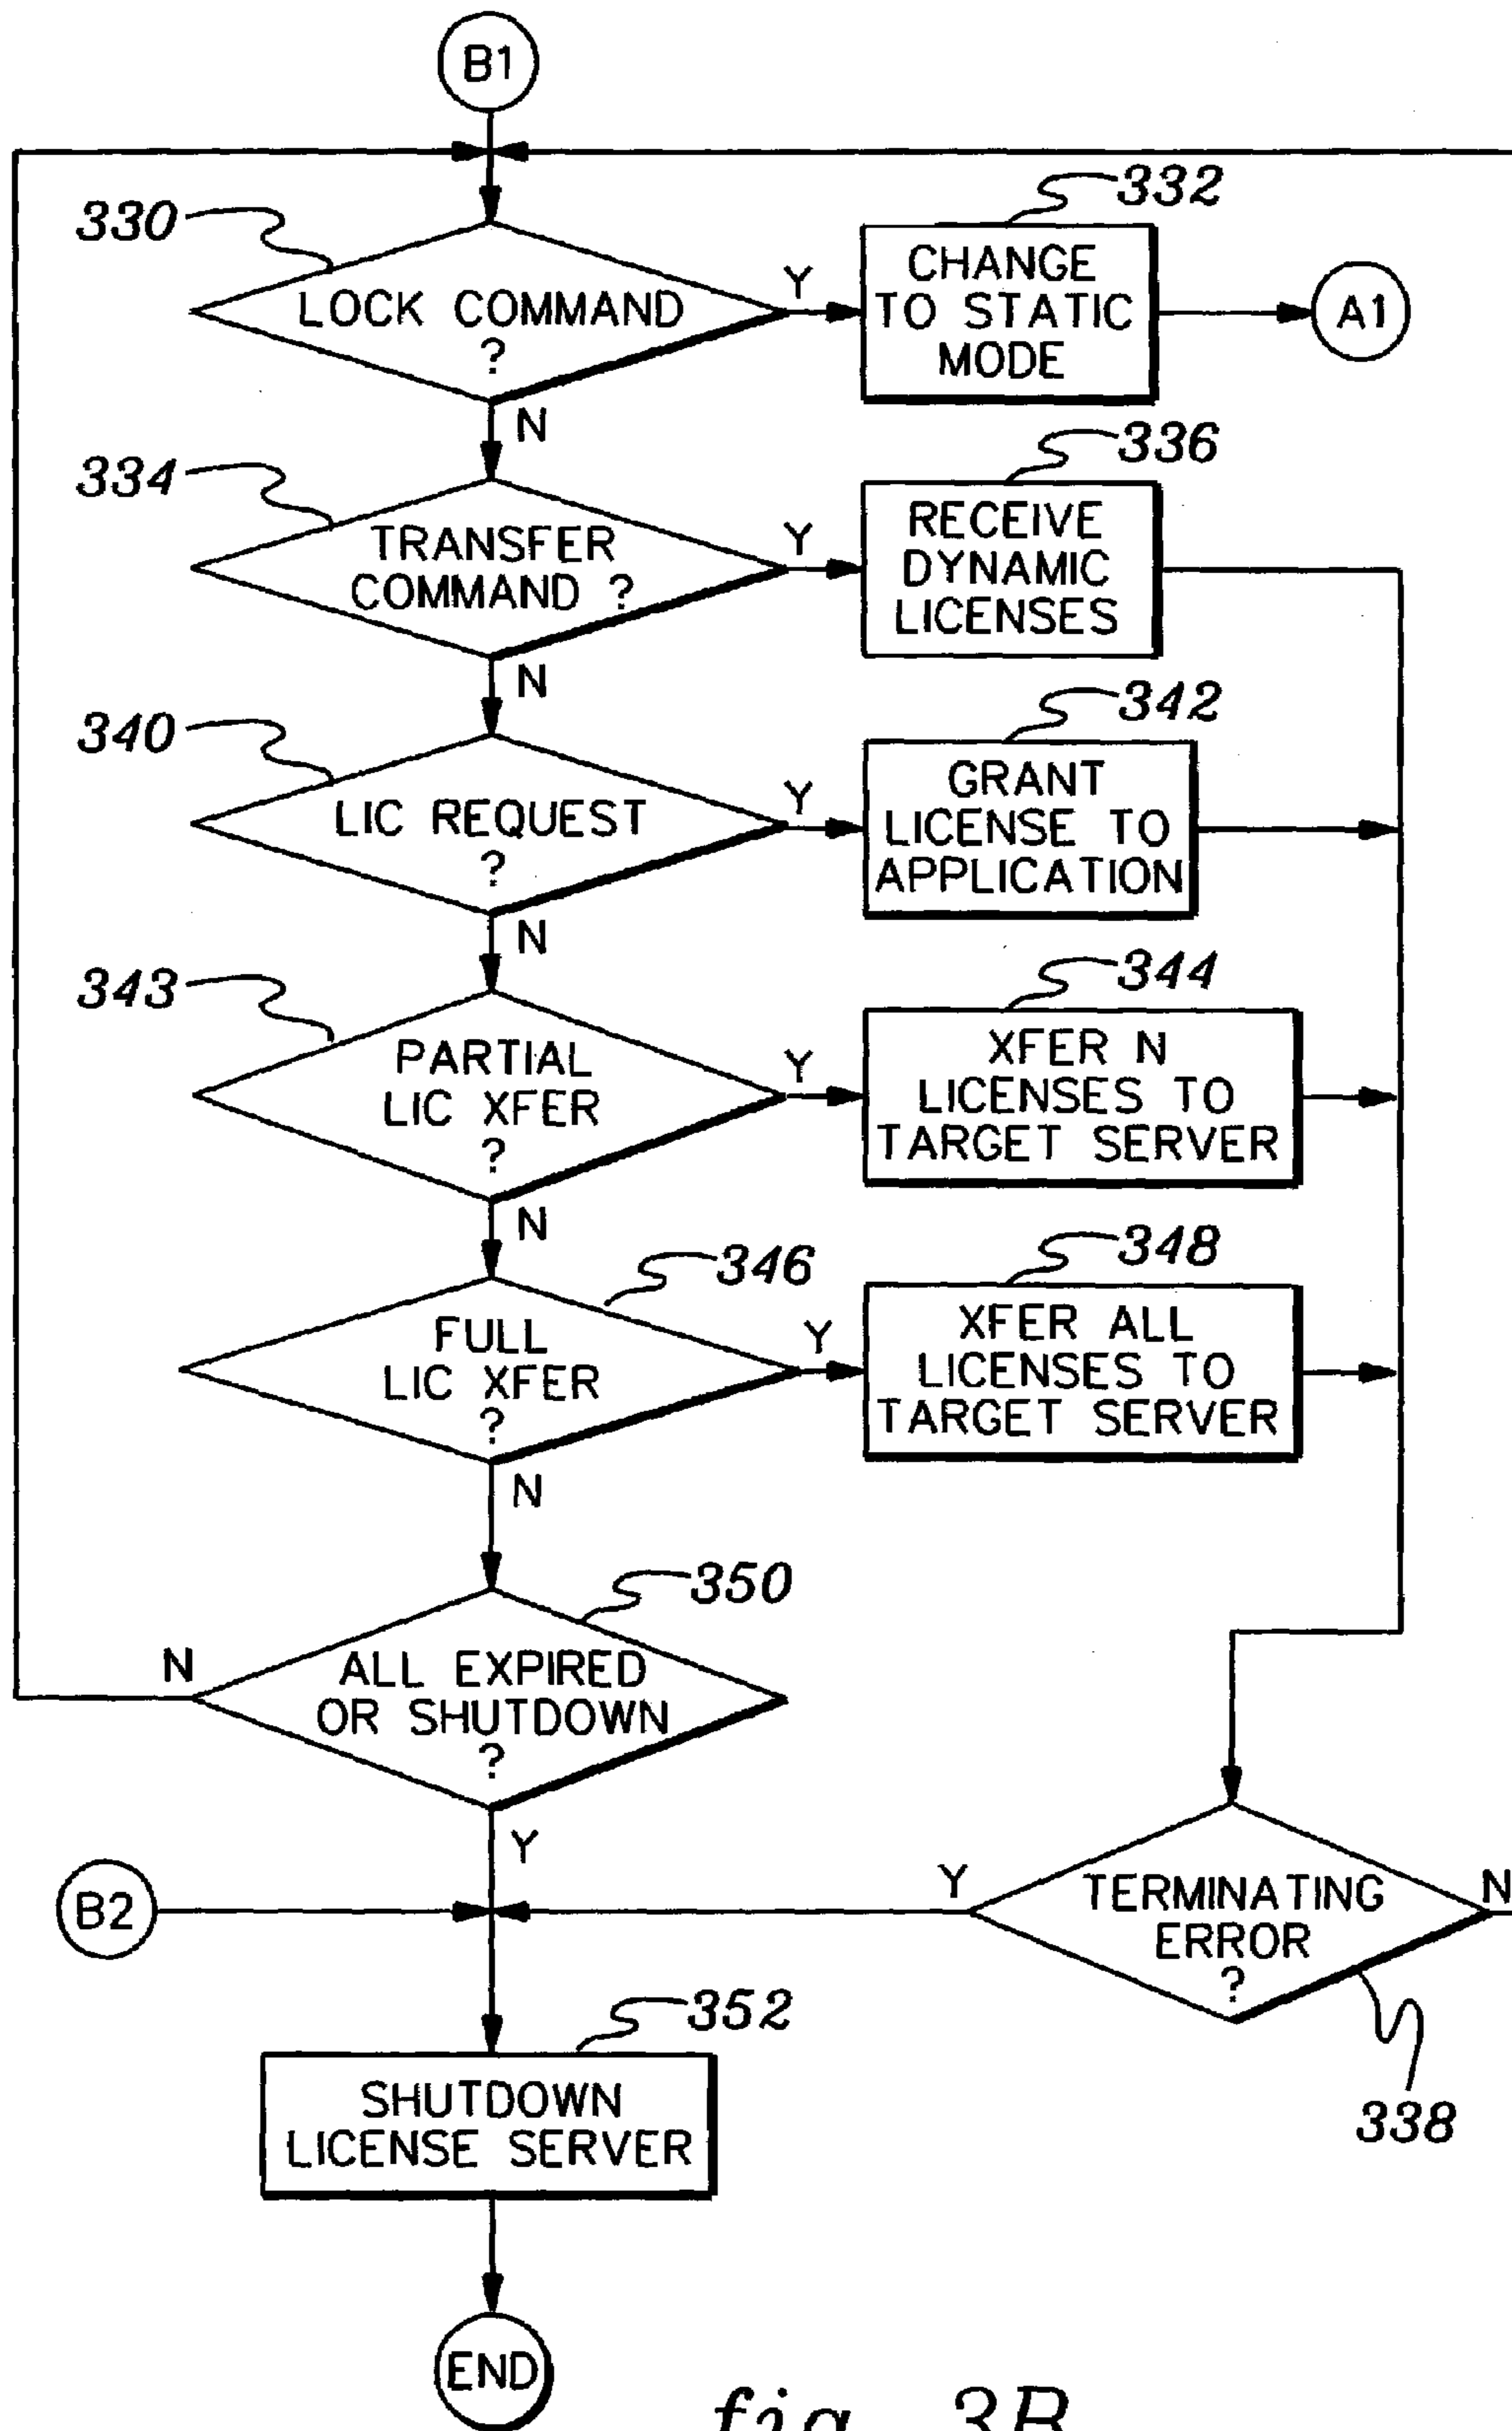 B1
330
LOCK COMMAND
?
Y
332
CHANGE
TO STATIC
MODE
A1
N
334
TRANSFER
COMMAND ?
Y
336
RECEIVE
DYNAMIC
LICENSES
N
340
LIC REQUEST
?
Y
342
GRANT
LICENSE TO
APPLICATION
N
343
PARTIAL
LIC XFER
?
Y
344
XFER N
LICENSES TO
TARGET SERVER
N
346
FULL
LIC XFER
?
Y
348
XFER ALL
LICENSES TO
TARGET SERVER
N
350
ALL EXPIRED
OR SHUTDOWN
?
N
Y
B2
Y
TERMINATING
ERROR
?
N
338
352
SHUTDOWN
LICENSE SERVER
END
fig. 3B